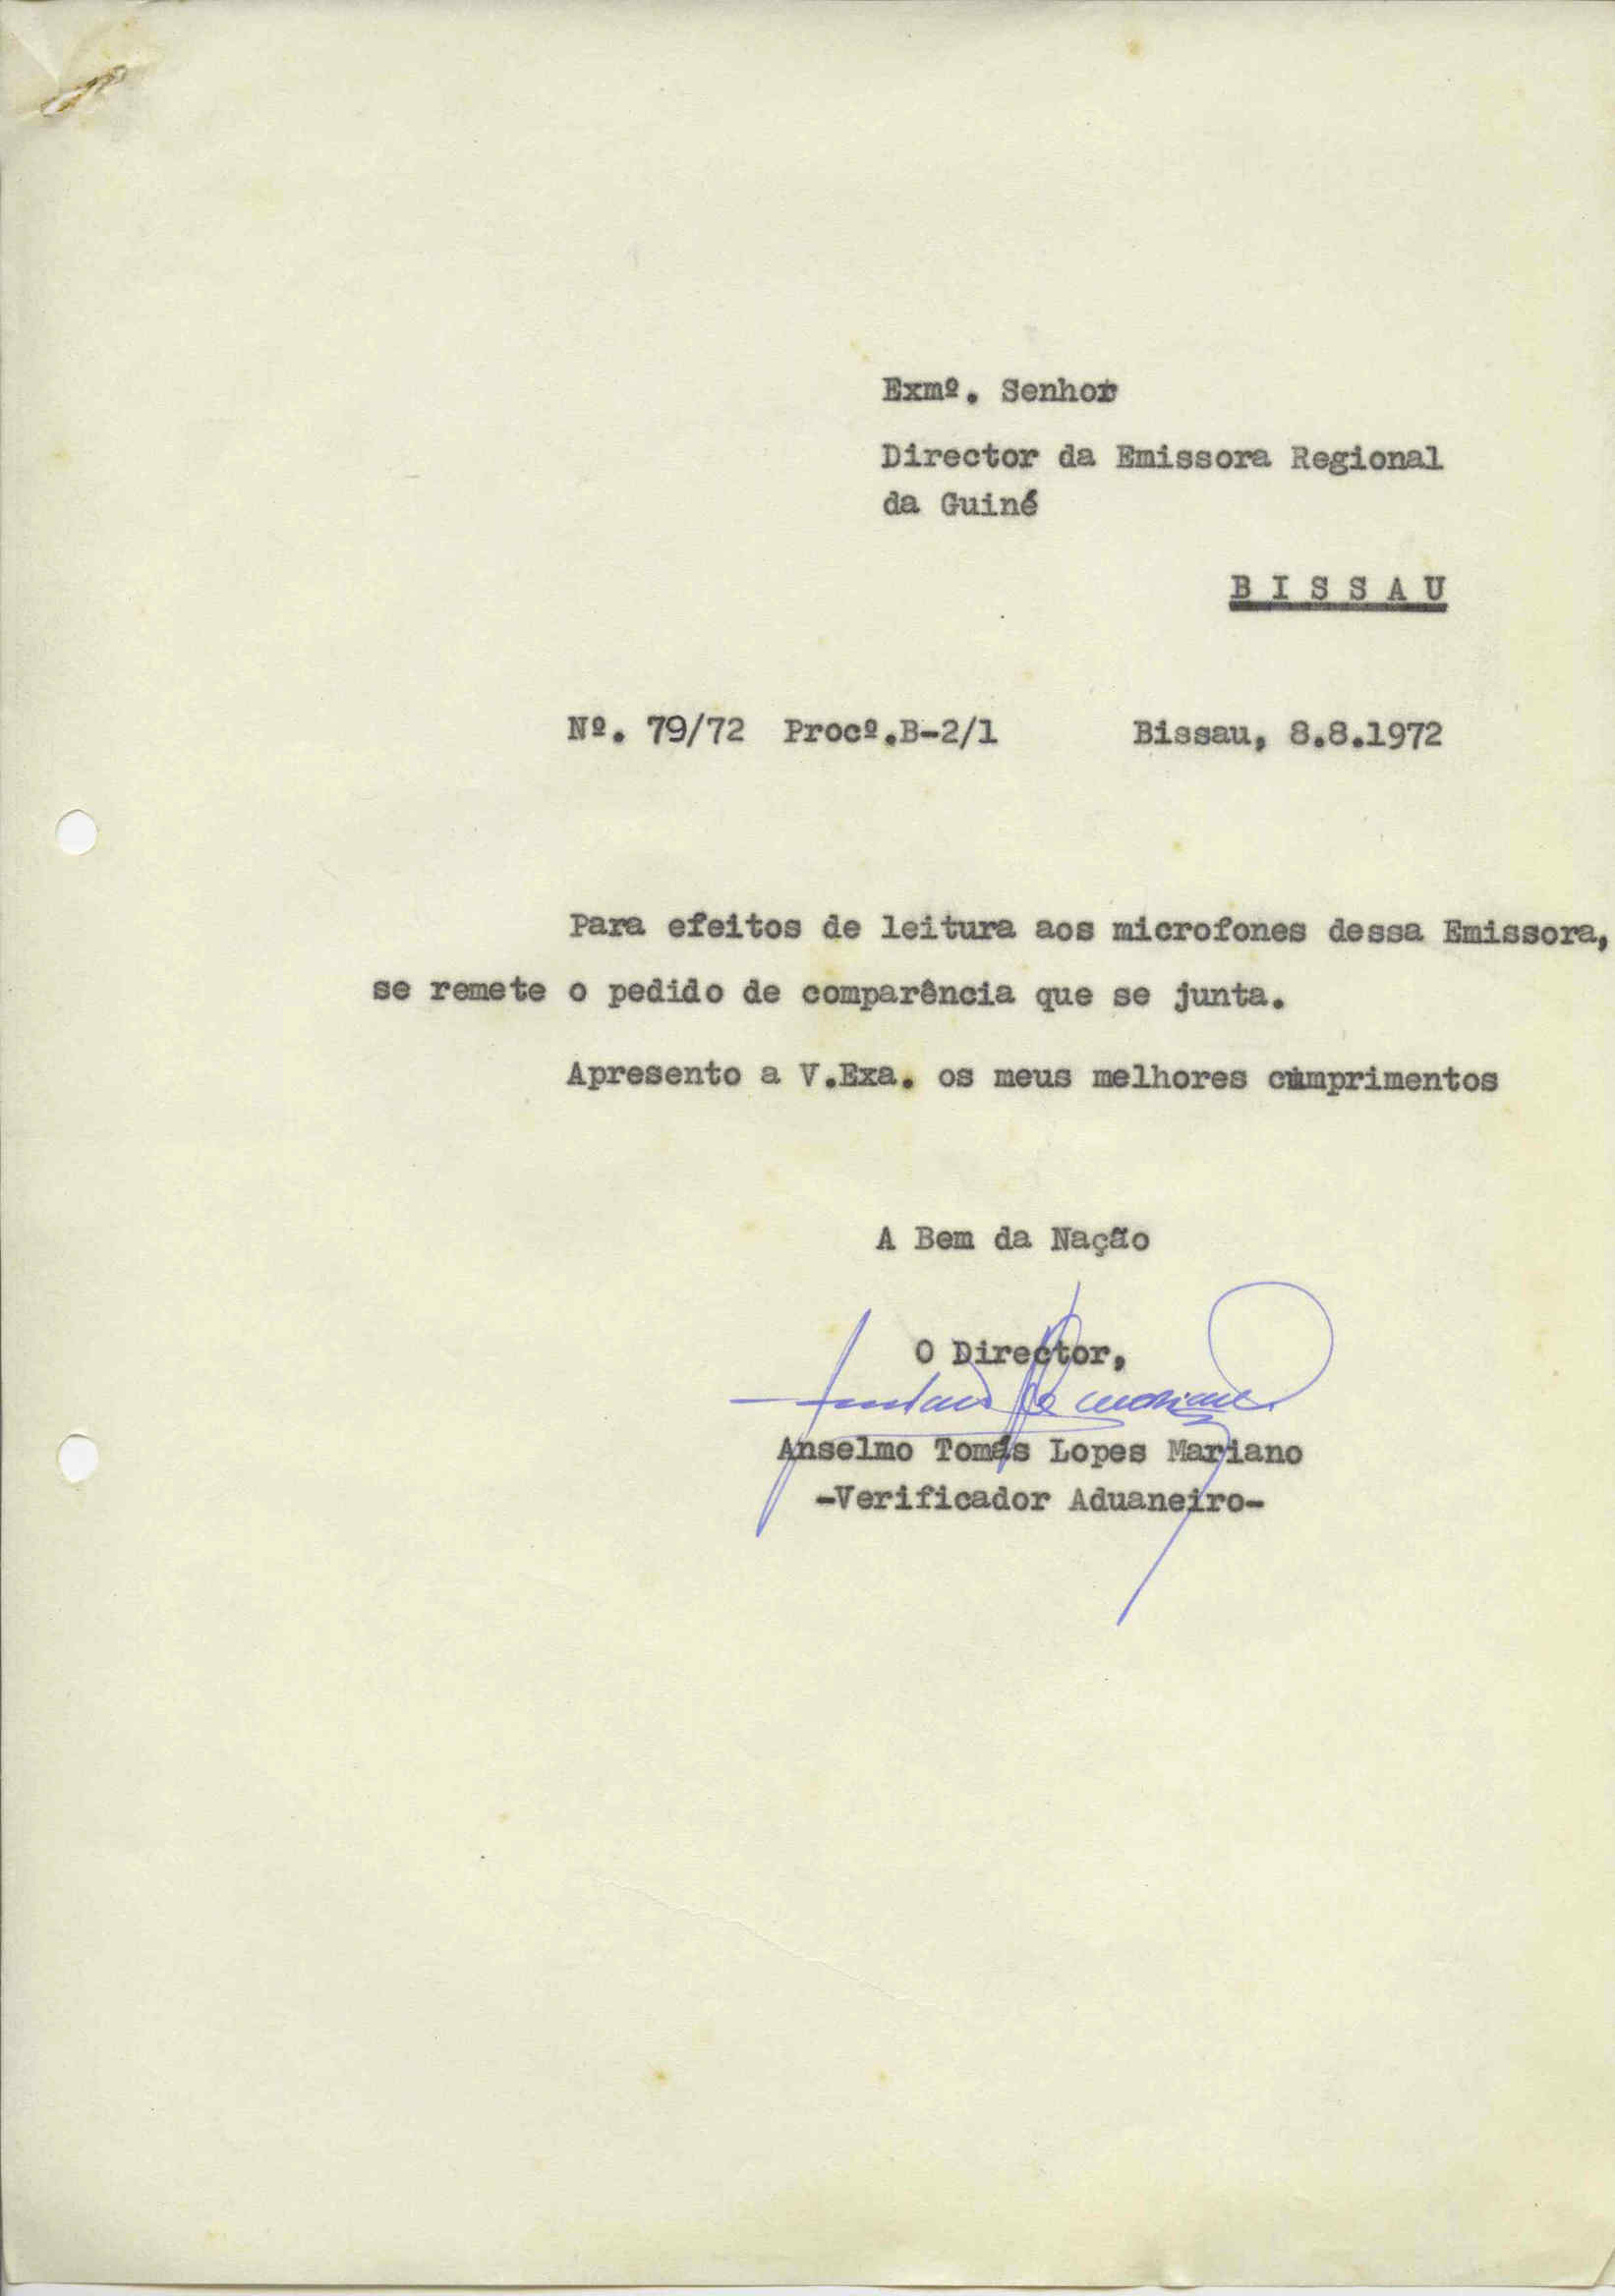 Exmº. Senhor
Director da Emissora Regional
da Guiné
B I S S A U
Nº. 79/72 Procº.B-2/1 Bissau, 8.8.1972
Para efeitos de leitura aos microfones dessa Emissora,
se remete o pedido de comparência que se junta.
Apresento a V.Exa. os meus melhores cumprimentos
A Bem da Nação
O Director,
Anselmo Tomás Lopes Mariano
-Verificador Aduaneiro-